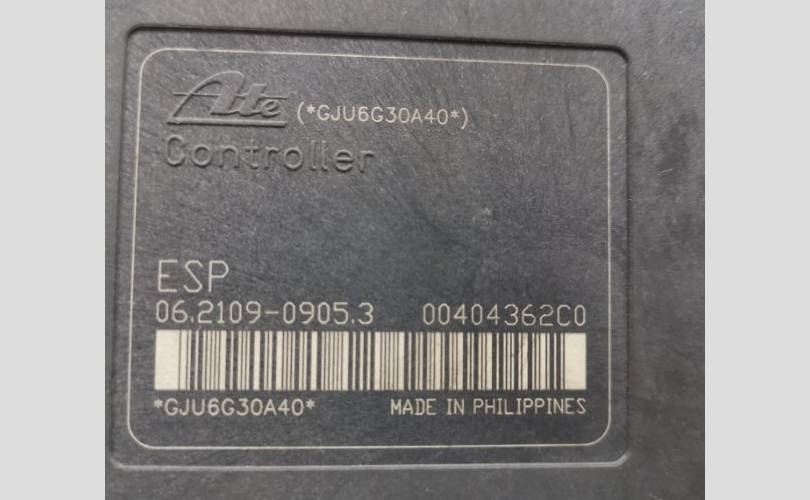 Ate (*GJU6G30A40*)
Controller
ESP
06.2109-0905.3 00404362C0
*GJU6G30A40* MADE IN PHILIPPINES